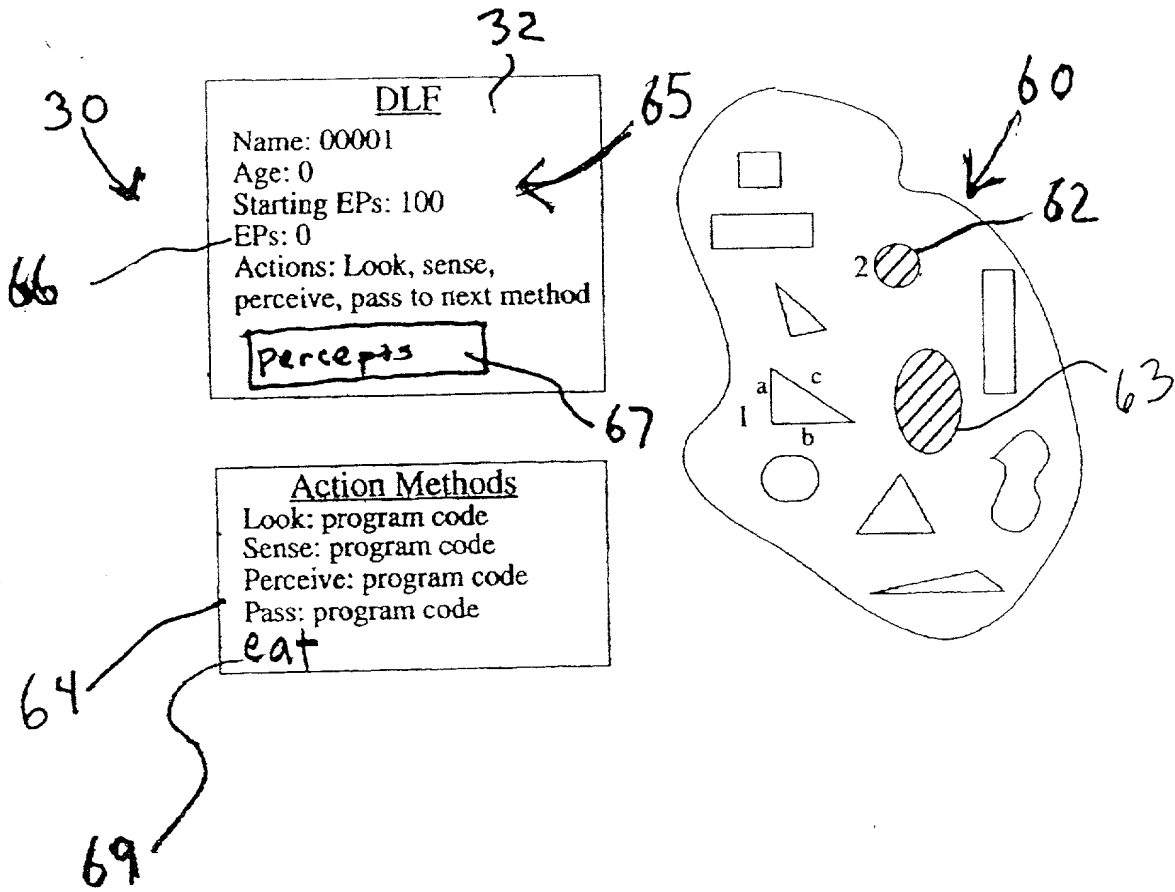 32
30
DLF
65
60
Name: 00001
Age: 0
Starting EPs: 100
EPs: 0
66
Actions: Look, sense,
perceive, pass to next method
percepts
67
62
2
63
a
c
1
b
Action Methods
Look: program code
Sense: program code
Perceive: program code
Pass: program code
eat
64
69